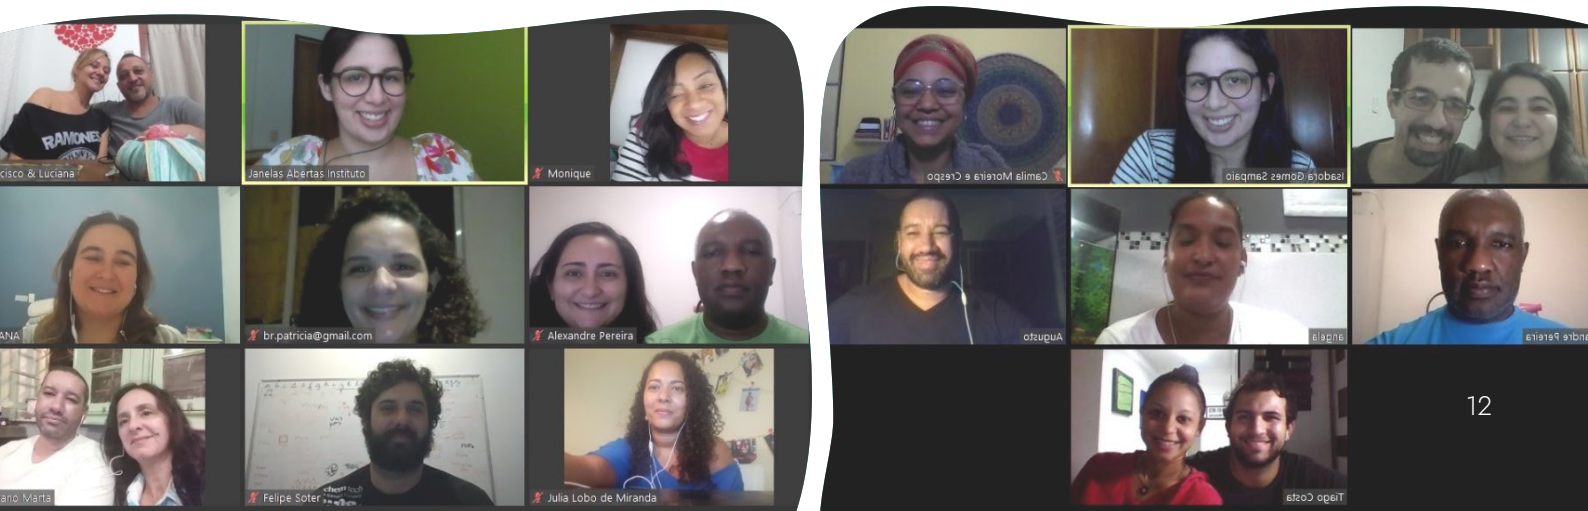 RAMONES
cisco & Luciana
Janelas Abertas Instituto
Monique
ANA
br.patricia@gmail.com
Alexandre Pereira
ano Marta
Felipe Soter
Julia Lobo de Miranda
Camila Moreira e Crespo
Isadora Gomes Sampaio
Augusto
angela
andre Pereira
Tiago Costa
12